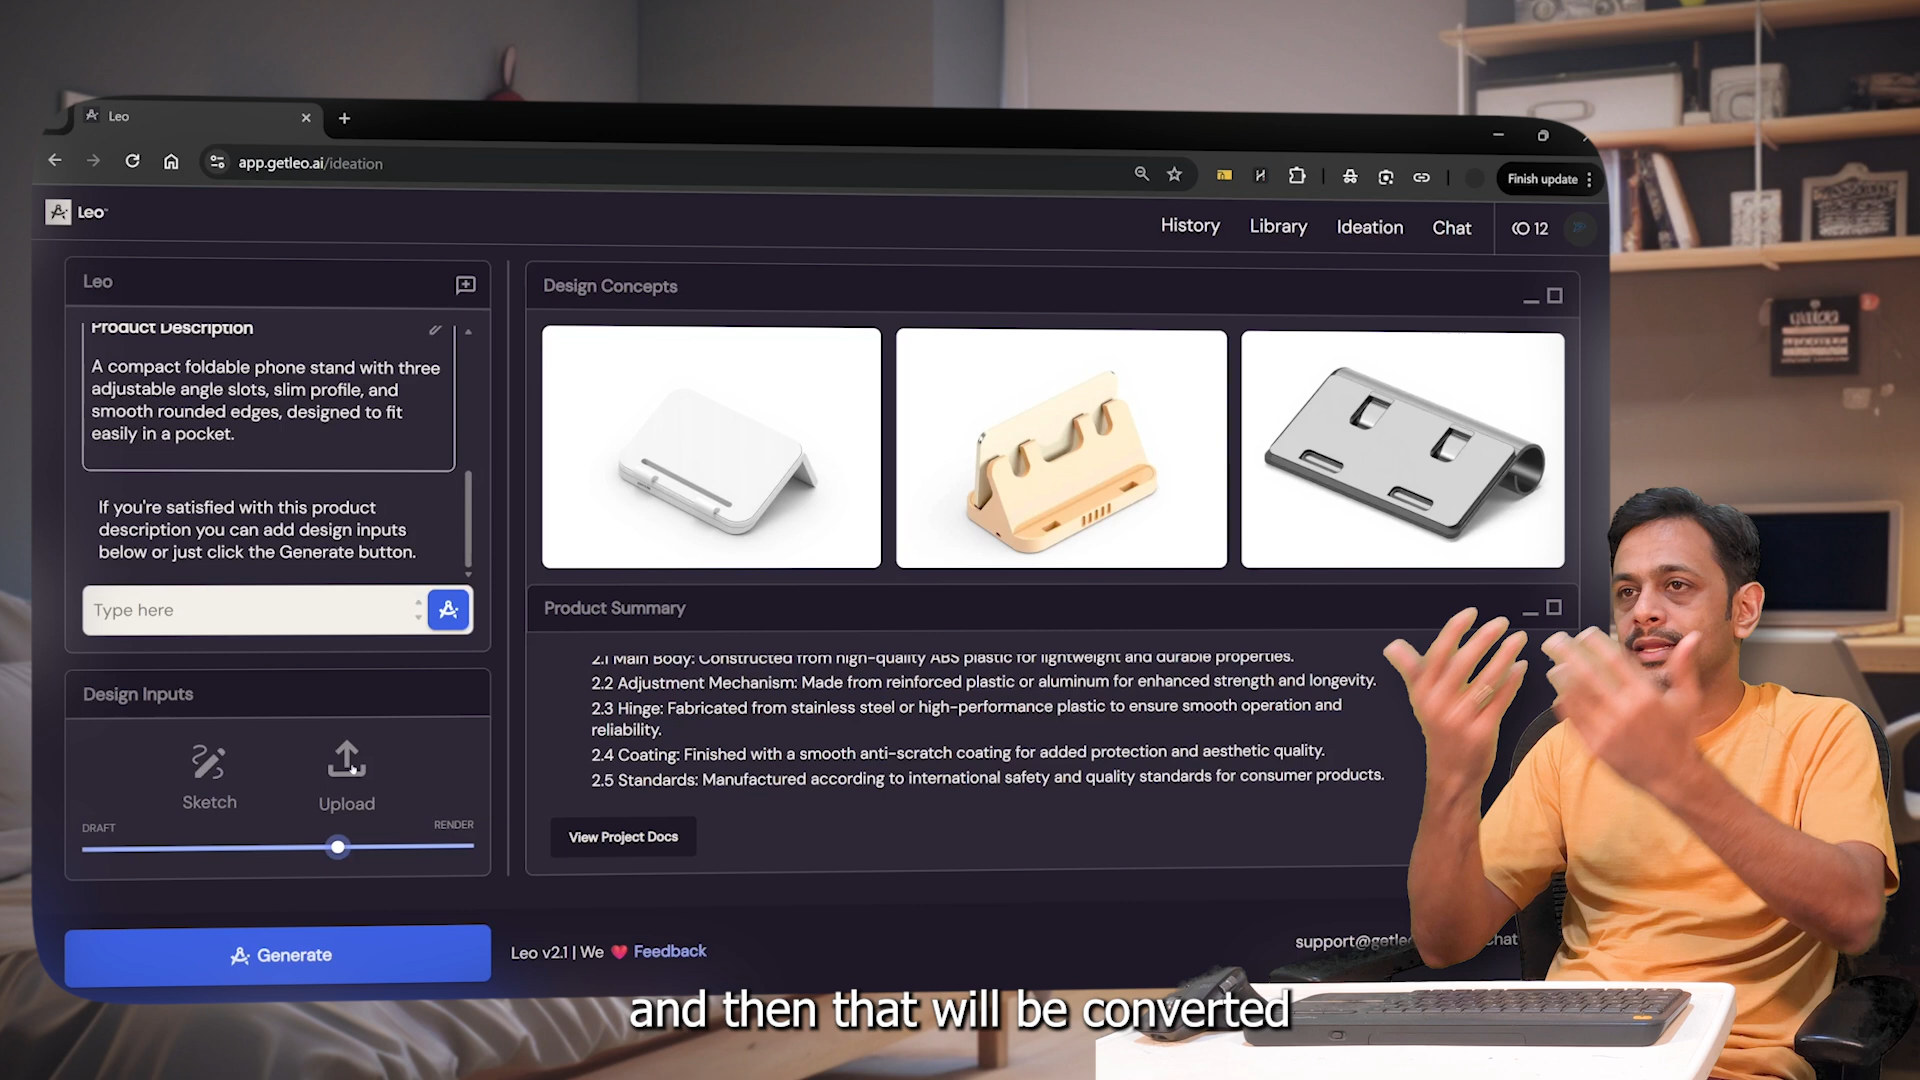 Leo
app.getleo.ai/ideation
Finish update
Leo
History
Library
Ideation
Chat
12
Leo
Product Description
A compact foldable phone stand with three
adjustable angle slots, slim profile, and
smooth rounded edges, designed to fit
easily in a pocket.
If you're satisfied with this product
description you can add design inputs
below or just click the Generate button.
Type here
Design Inputs
Sketch
Upload
DRAFT
RENDER
Generate
Design Concepts
Product Summary
2.1 Main Body: Constructed from high-quality ABS plastic for lightweight and durable properties.
2.2 Adjustment Mechanism: Made from reinforced plastic or aluminum for enhanced strength and longevity.
2.3 Hinge: Fabricated from stainless steel or high-performance plastic to ensure smooth operation and
reliability.
2.4 Coating: Finished with a smooth anti-scratch coating for added protection and aesthetic quality.
2.5 Standards: Manufactured according to international safety and quality standards for consumer products.
View Project Docs
Leo v2.1 | We ❤ Feedback
and then that will be converted